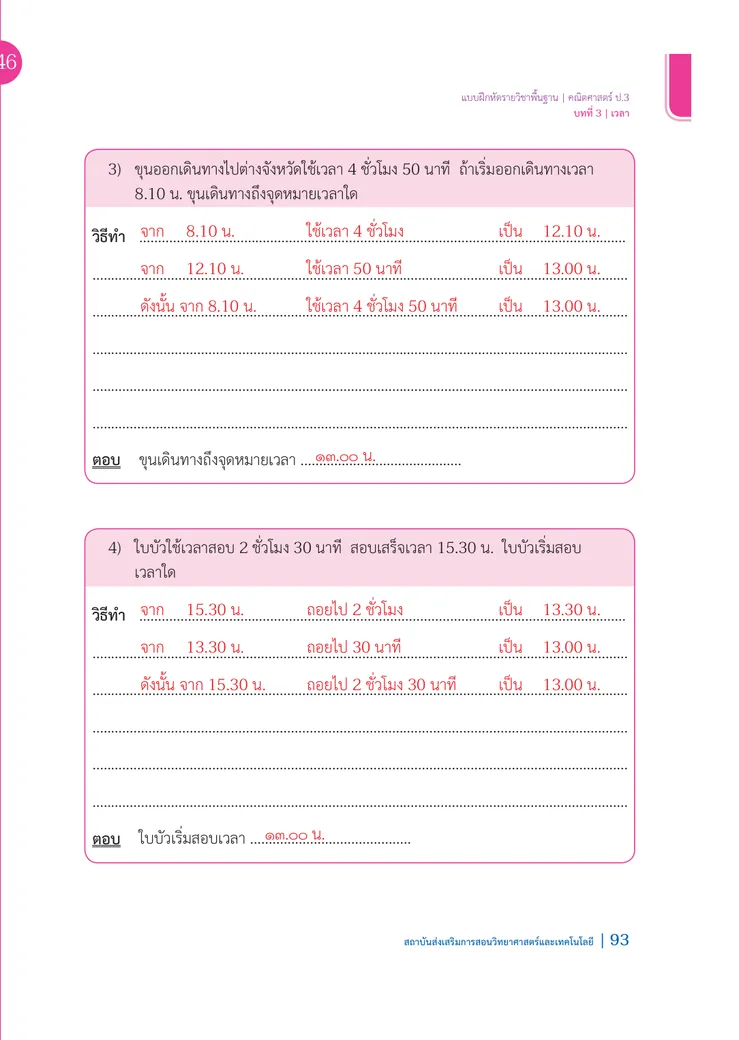 46
แบบฝึกหัดรายวิชาพื้นฐาน | คณิตศาสตร์ ป.3
บทที่ 3 | เวลา
3) ขุนออกเดินทางไปต่างจังหวัดใช้เวลา 4 ชั่วโมง 50 นาที ถ้าเริ่มออกเดินทางเวลา
8.10 น. ขุนเดินทางถึงจุดหมายเวลาใด
วิธีทำ จาก 8.10 น. ใช้เวลา 4 ชั่วโมง เป็น 12.10 น.
จาก 12.10 น. ใช้เวลา 50 นาที เป็น 13.00 น.
ดังนั้น จาก 8.10 น. ใช้เวลา 4 ชั่วโมง 50 นาที เป็น 13.00 น.
ตอบ ขุนเดินทางถึงจุดหมายเวลา ๑๓.๐๐ น.
4) ใบบัวใช้เวลาสอบ 2 ชั่วโมง 30 นาที สอบเสร็จเวลา 15.30 น. ใบบัวเริ่มสอบ
เวลาใด
วิธีทำ จาก 15.30 น. ถอยไป 2 ชั่วโมง เป็น 13.30 น.
จาก 13.30 น. ถอยไป 30 นาที เป็น 13.00 น.
ดังนั้น จาก 15.30 น. ถอยไป 2 ชั่วโมง 30 นาที เป็น 13.00 น.
ตอบ ใบบัวเริ่มสอบเวลา ๑๓.๐๐ น.
สถาบันส่งเสริมการสอนวิทยาศาสตร์และเทคโนโลยี | 93